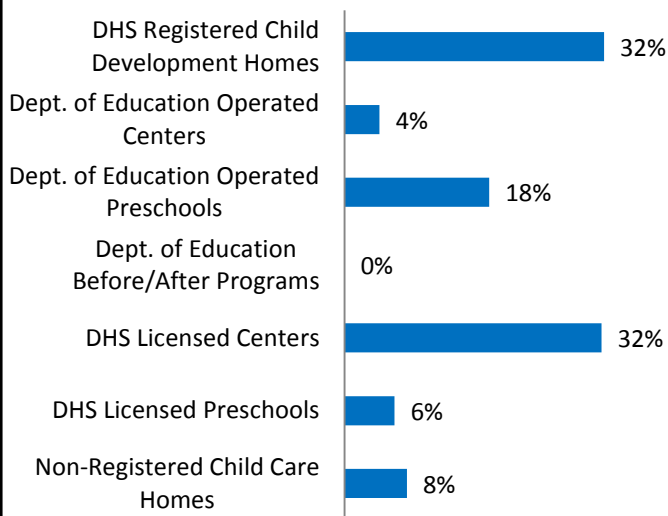 DHS Registered Child
Development Homes
32%
Dept. of Education Operated
Centers
4%
Dept. of Education Operated
Preschools
18%
Dept. of Education
Before/After Programs
0%
DHS Licensed Centers
32%
DHS Licensed Preschools
6%
Non-Registered Child Care
Homes
8%